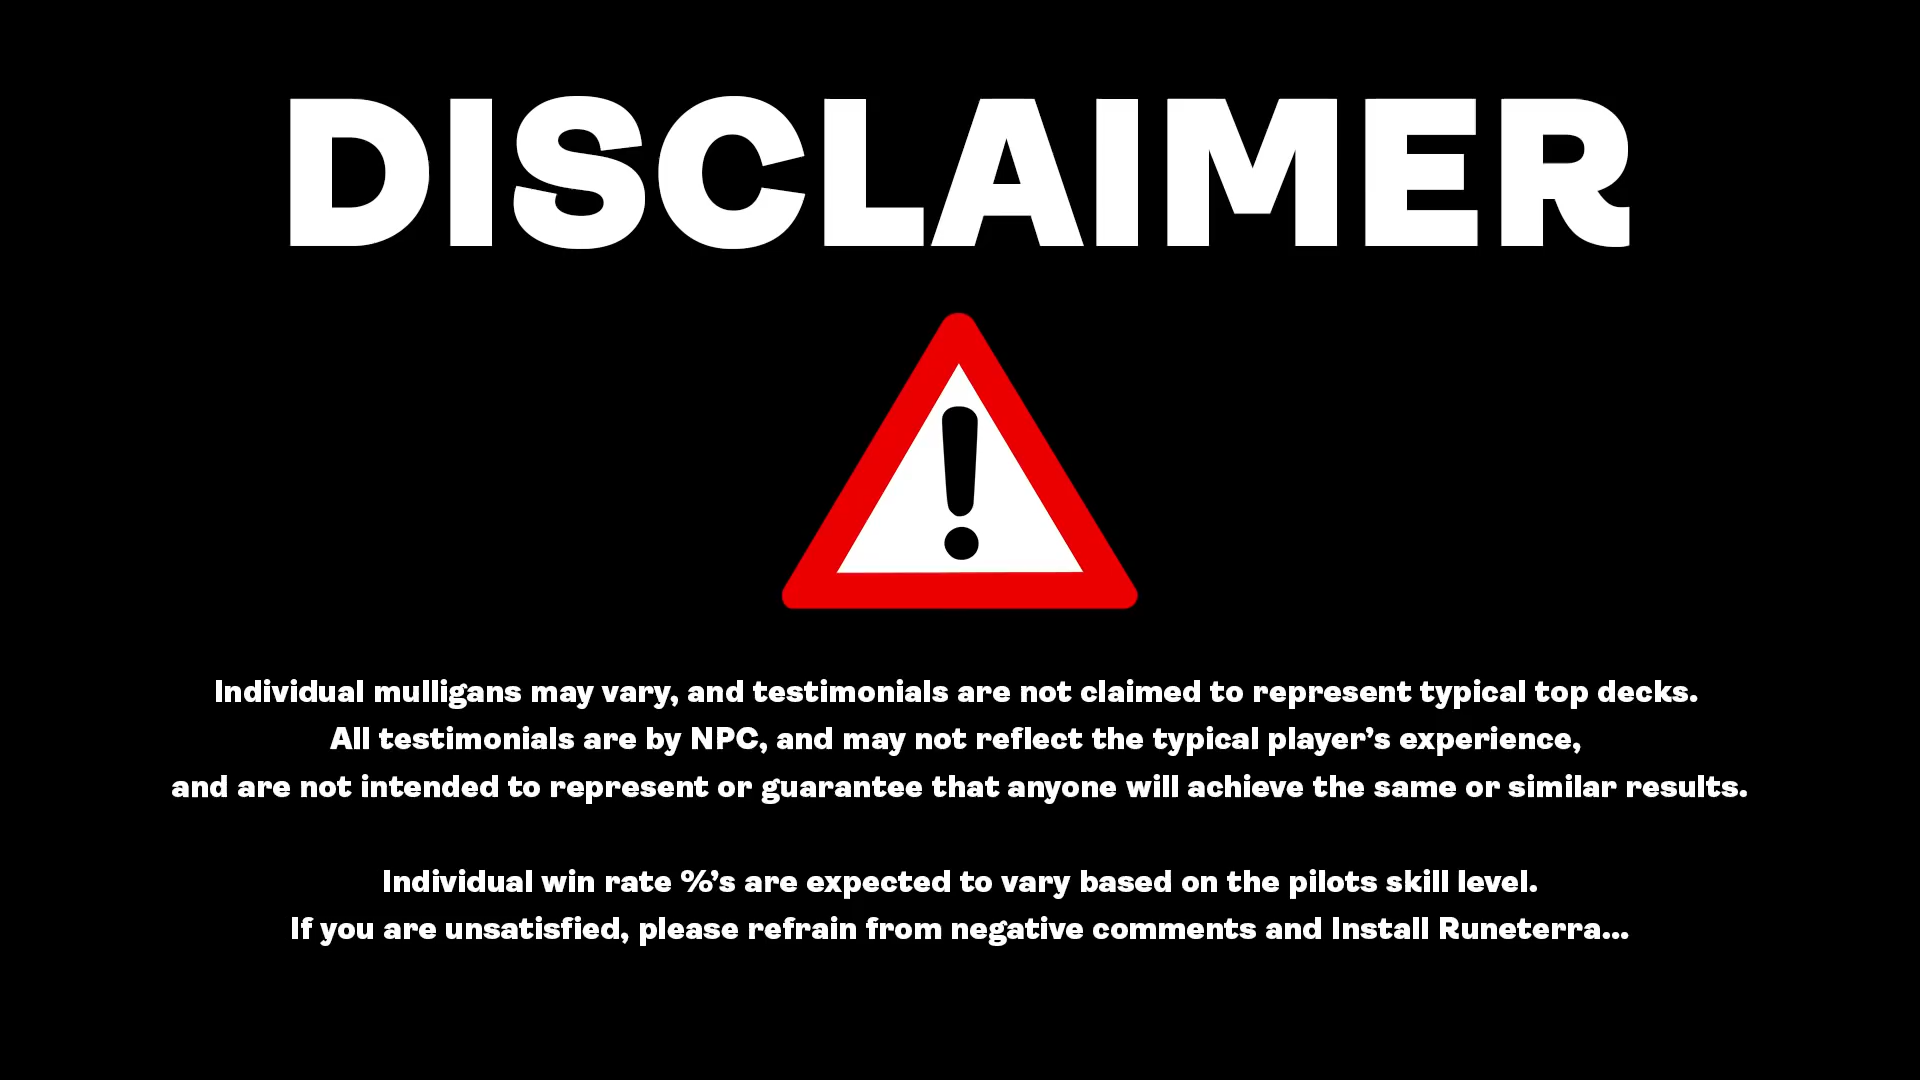 DISCLAIMER
Individual mulligans may vary, and testimonials are not claimed to represent typical top decks.
All testimonials are by NPC, and may not reflect the typical player’s experience,
and are not intended to represent or guarantee that anyone will achieve the same or similar results.
Individual win rate %’s are expected to vary based on the pilots skill level.
If you are unsatisfied, please refrain from negative comments and Install Runeterra...